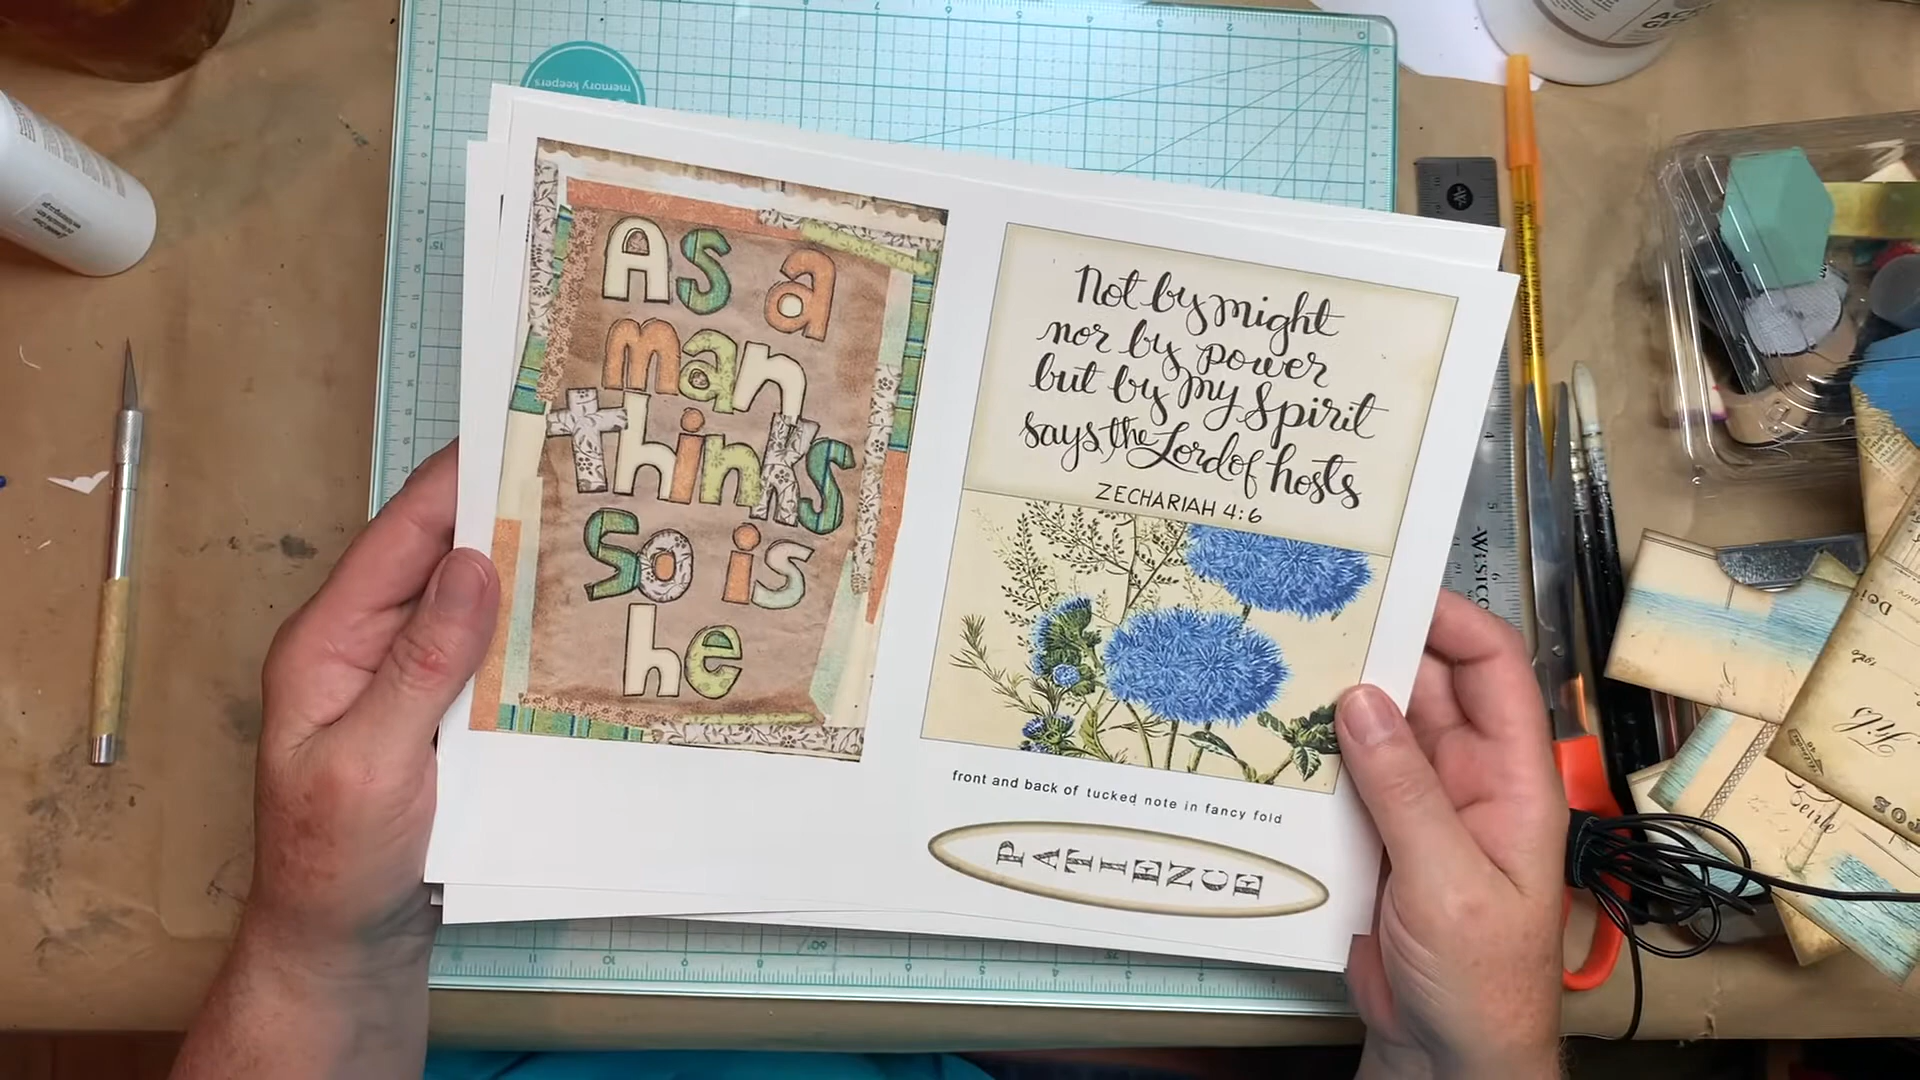 As a
man
thinks
so is
he
Not by might
nor by power
but by my Spirit
says the Lord of hosts
ZECHARIAH 4:6
front and back of tucked note in fancy fold
PATIENCE
memory keepers
WESTCO